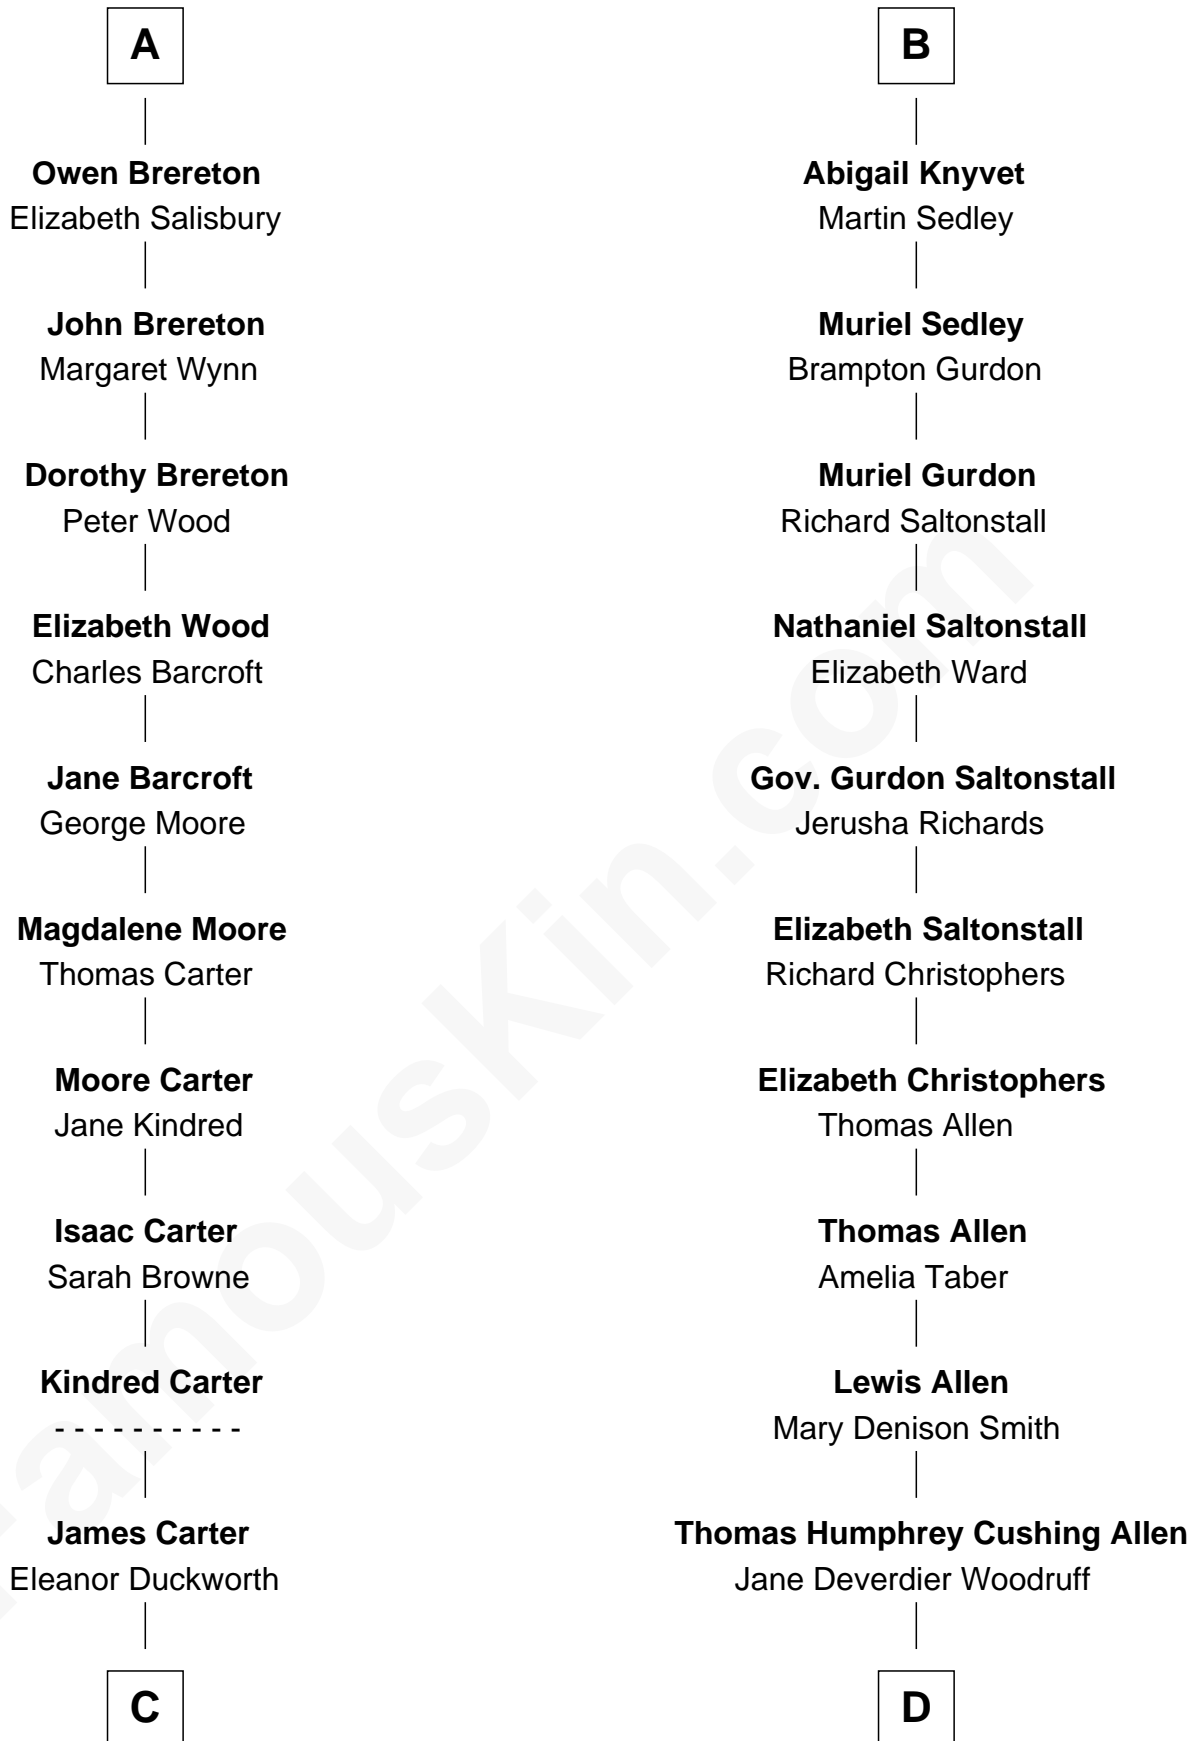 A
Owen Brereton
Elizabeth Salisbury
John Brereton
Margaret Wynn
Dorothy Brereton
Peter Wood
Elizabeth Wood
Charles Barcroft
Jane Barcroft
George Moore
Magdalene Moore
Thomas Carter
Moore Carter
Jane Kindred
Isaac Carter
Sarah Browne
Kindred Carter
- - - - - - - - - -
James Carter
Eleanor Duckworth
C
B
Abigail Knyvet
Martin Sedley
Muriel Sedley
Brampton Gurdon
Muriel Gurdon
Richard Saltonstall
Nathaniel Saltonstall
Elizabeth Ward
Gov. Gurdon Saltonstall
Jerusha Richards
Elizabeth Saltonstall
Richard Christophers
Elizabeth Christophers
Thomas Allen
Thomas Allen
Amelia Taber
Lewis Allen
Mary Denison Smith
Thomas Humphrey Cushing Allen
Jane Deverdier Woodruff
D
FamousKin.com